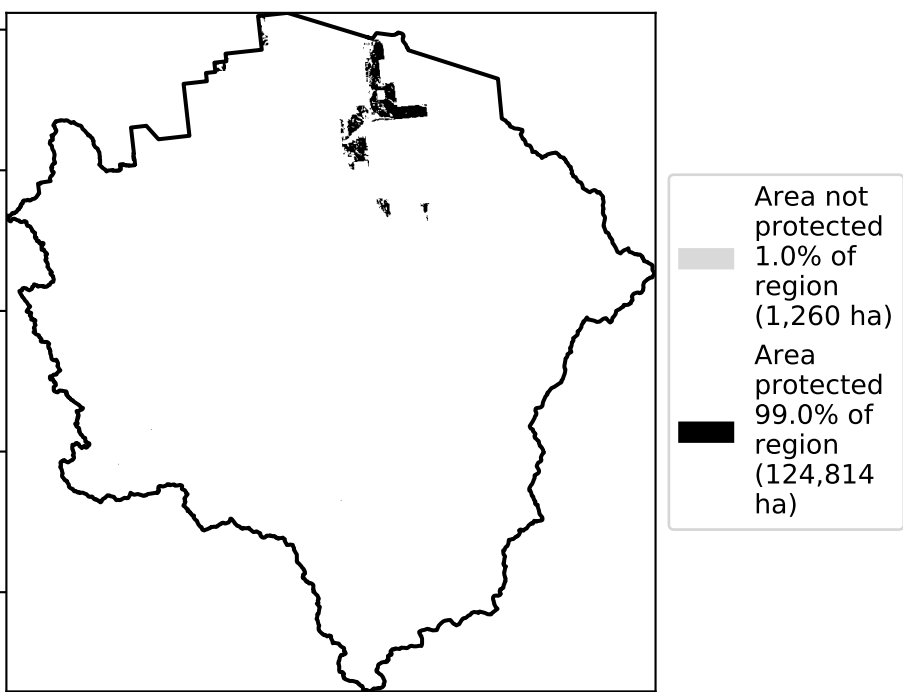 Area not
protected
1.0% of
region
(1,260 ha)
Area
protected
99.0% of
region
(124,814
ha)